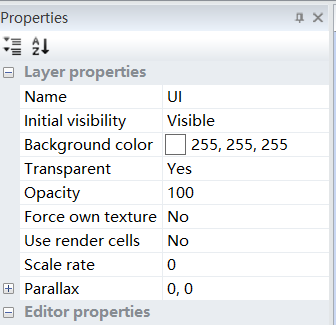 Properties
A
Z
Layer properties
Name UI
Initial visibility Visible
Background color 255, 255, 255
Transparent Yes
Opacity 100
Force own texture No
Use render cells No
Scale rate 0
Parallax 0, 0
Editor properties